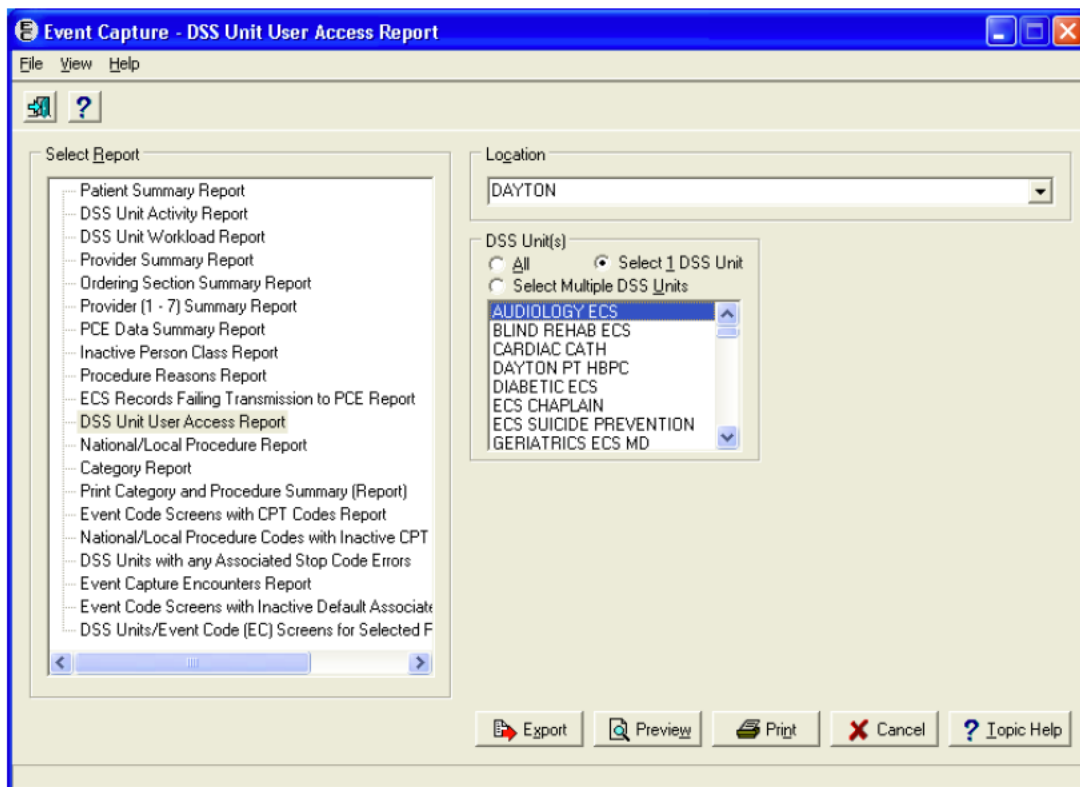 Event Capture - DSS Unit User Access Report
File View Help
?
Select Report
Patient Summary Report
DSS Unit Activity Report
DSS Unit Workload Report
Provider Summary Report
Ordering Section Summary Report
Provider (1 - 7) Summary Report
PCE Data Summary Report
Inactive Person Class Report
Procedure Reasons Report
ECS Records Failing Transmission to PCE Report
DSS Unit User Access Report
National/Local Procedure Report
Category Report
Print Category and Procedure Summary (Report)
Event Code Screens with CPT Codes Report
National/Local Procedure Codes with Inactive CPT
DSS Units with any Associated Stop Code Errors
Event Capture Encounters Report
Event Code Screens with Inactive Default Associate
DSS Units/Event Code (EC) Screens for Selected F
Location
DAYTON
DSS Unit(s)
All Select 1 DSS Unit
Select Multiple DSS Units
AUDIOLOGY ECS
BLIND REHAB ECS
CARDIAC CATH
DAYTON PT HBPC
DIABETIC ECS
ECS CHAPLAIN
ECS SUICIDE PREVENTION
GERIATRICS ECS MD
Export Preview Print Cancel ? Topic Help